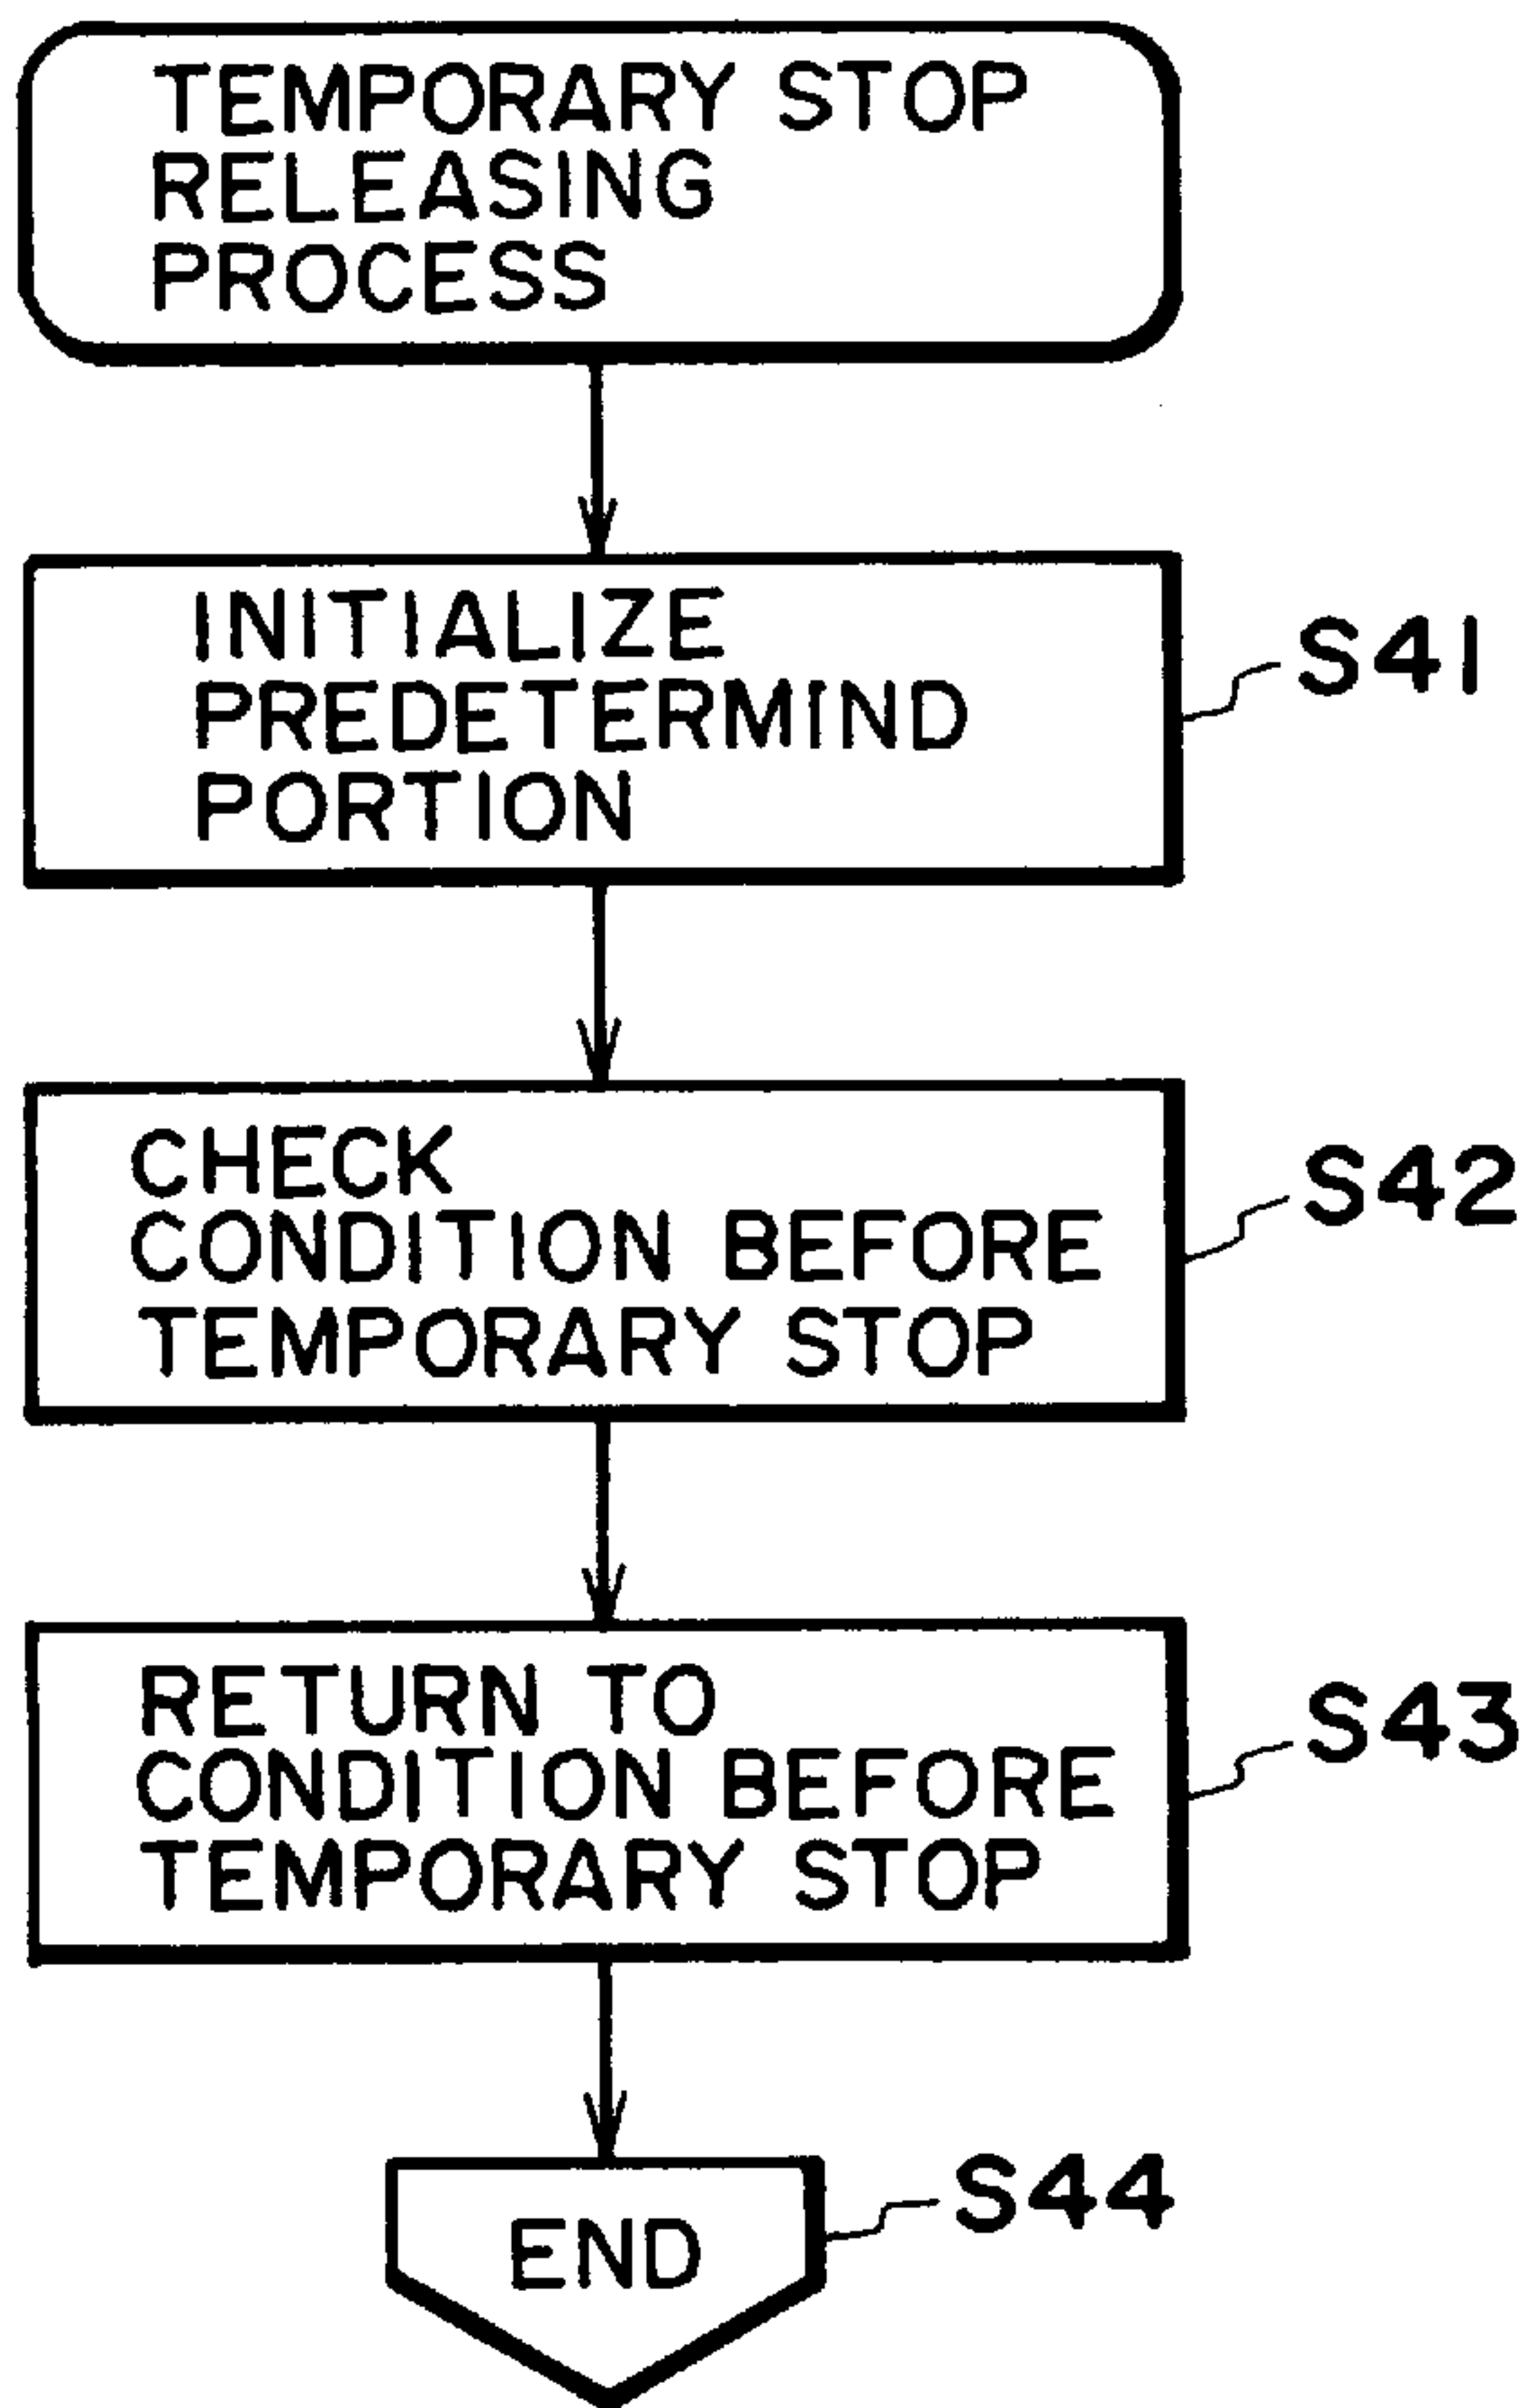 TEMPORARY STOP
RELEASING
PROCESS
INITIALIZE
PREDETERMIND
PORTION
S41
CHECK
CONDITION BEFORE
TEMPORARY STOP
S42
RETURN TO
CONDITION BEFORE
TEMPORARY STOP
S43
END
S44